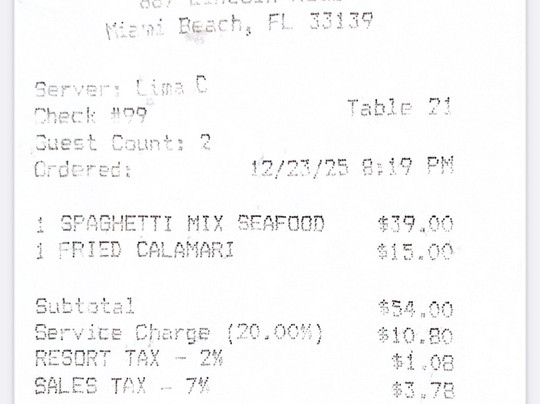 Miami Beach, FL 33139
Server: Lima C
Check #99 Table 21
Guest Count: 2
Ordered: 12/23/25 8:19 PM
1 SPAGHETTI MIX SEAFOOD $39.00
1 FRIED CALAMARI $15.00
Subtotal $54.00
Service Charge (20.00%) $10.80
RESORT TAX - 2% $1.08
SALES TAX - 7% $3.78